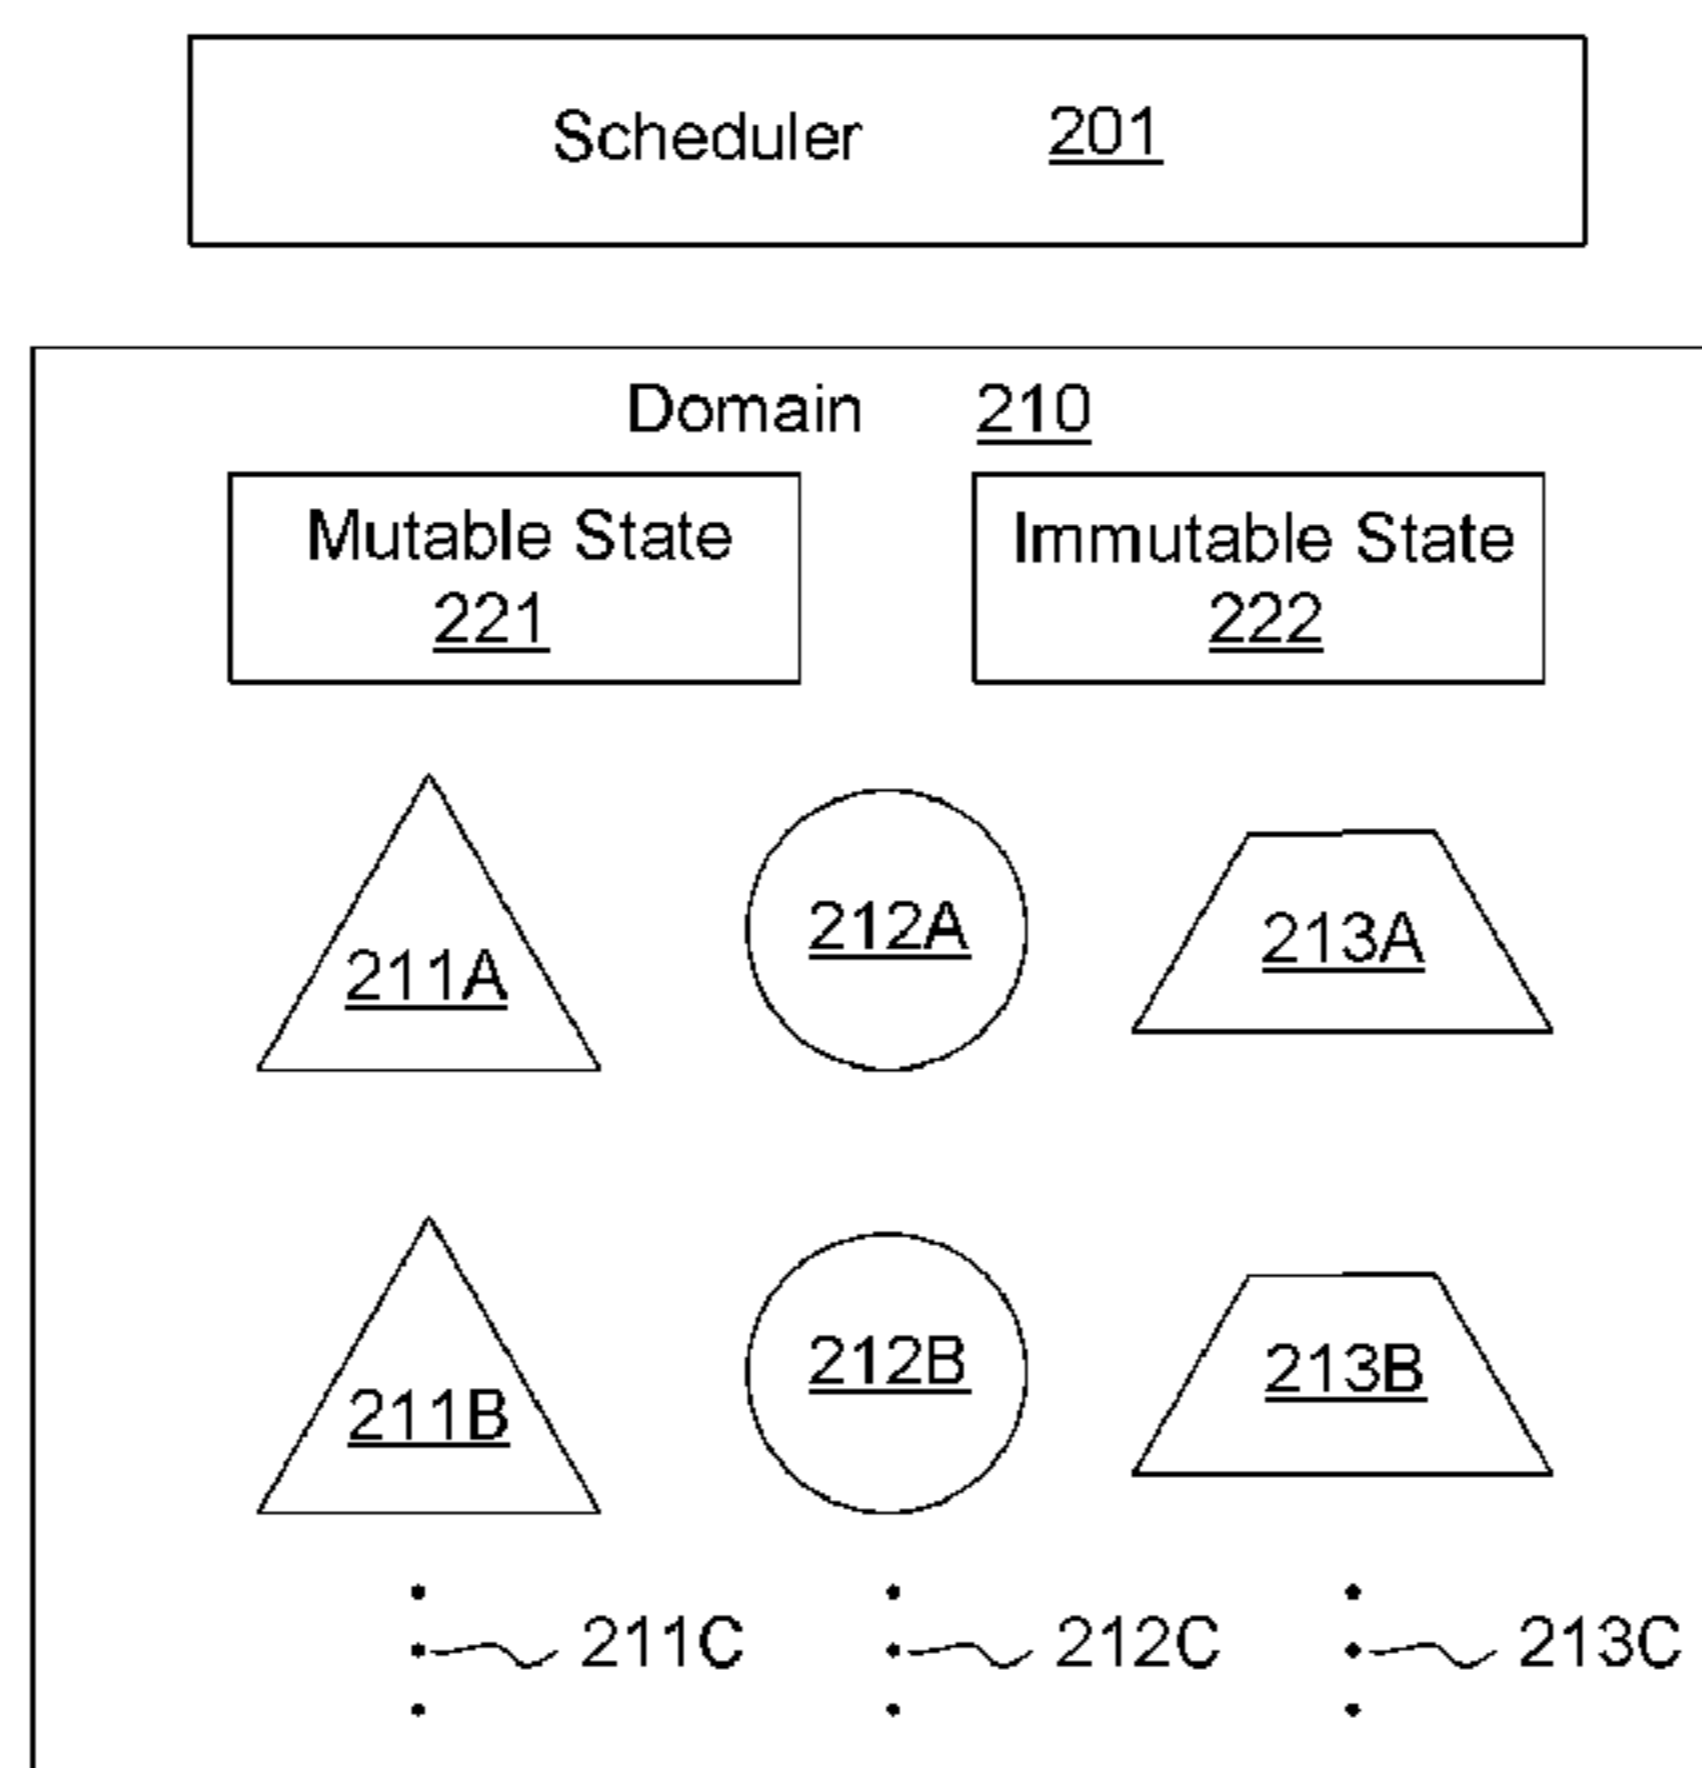 Scheduler 201
Domain 210
Mutable State
221
Immutable State
222
211A
212A
213A
211B
212B
213B
211C
212C
213C